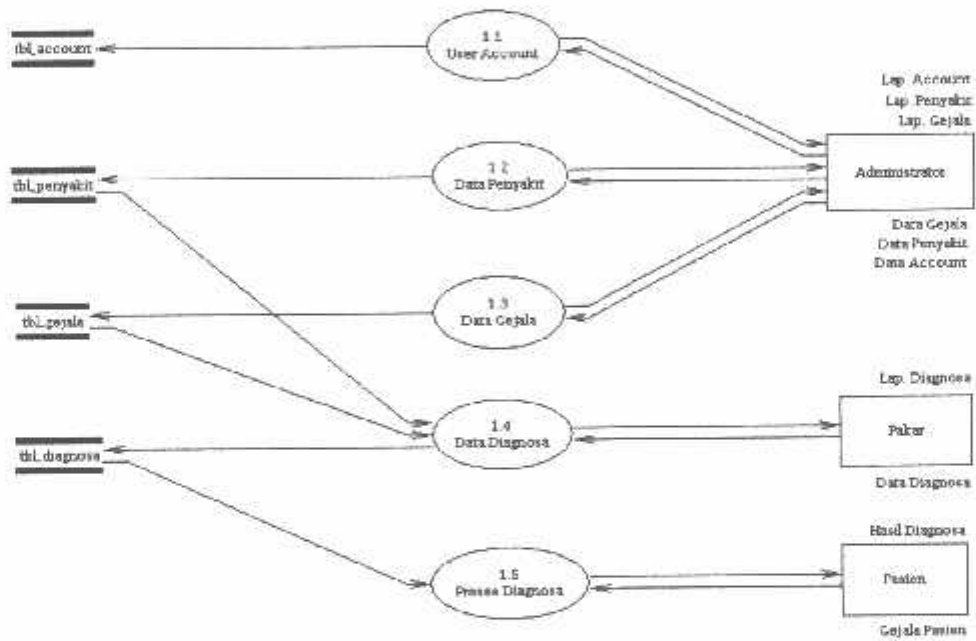 1.1
User Account
tbl_account
Lap. Account
Lap. Penyakit
Lap. Gejala
1.2
Data Penyakit
tbl_penyakit
Administrator
Data Gejala
Data Penyakit
Data Account
1.3
Data Gejala
tbl_gejala
Lap. Diagnosa
1.4
Data Diagnosa
Pakar
tbl_diagnosa
Data Diagnosa
Hasil Diagnosa
1.5
Proses Diagnosa
Pasien
Gejala Pasien